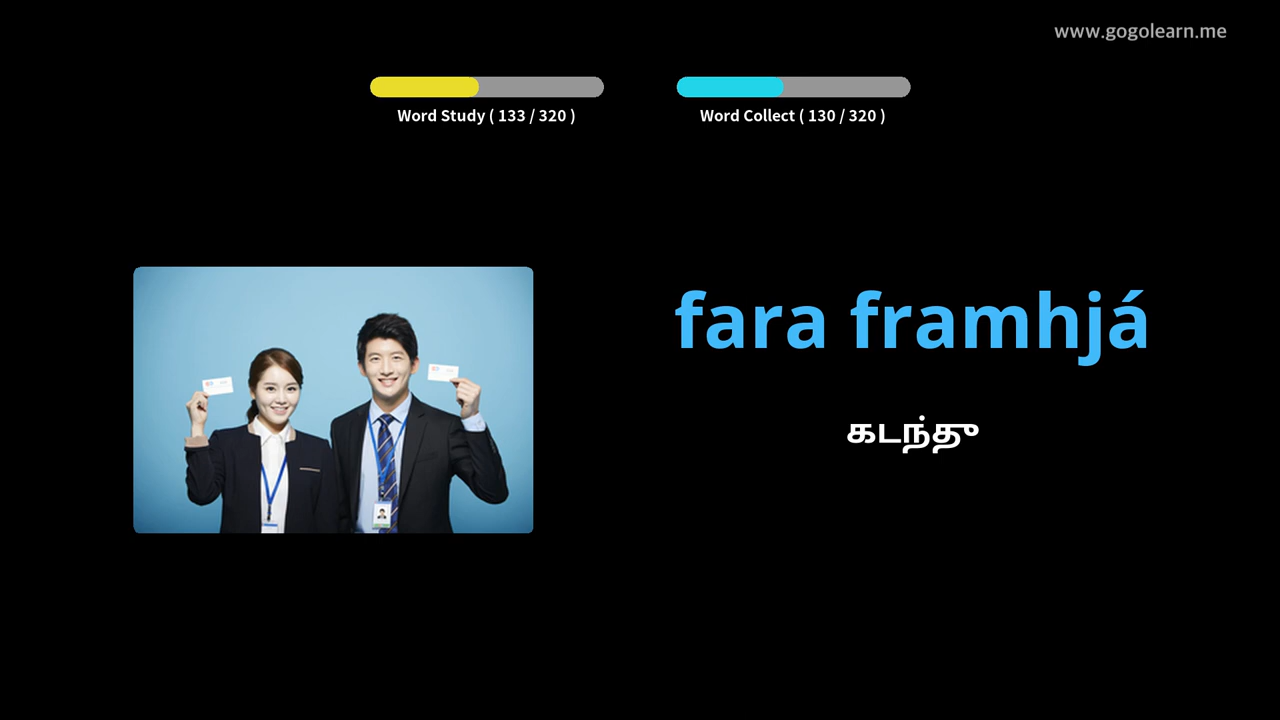 www.gogolearn.me
Word Study ( 133 / 320 )
Word Collect ( 130 / 320 )
fara framhjá
கடந்து